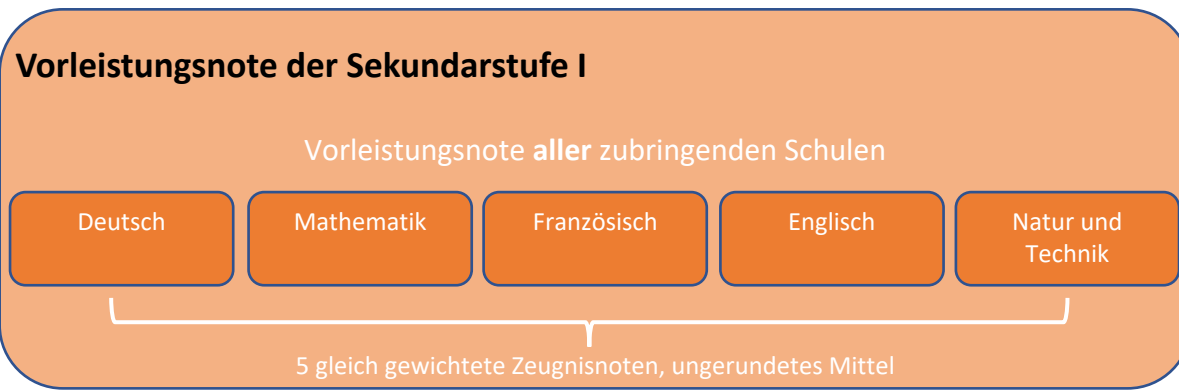 Vorleistungsnote der Sekundarstufe I
Vorleistungsnote aller zubringenden Schulen
Deutsch
Mathematik
Französisch
Englisch
Natur und
Technik
5 gleich gewichtete Zeugnisnoten, ungerundetes Mittel